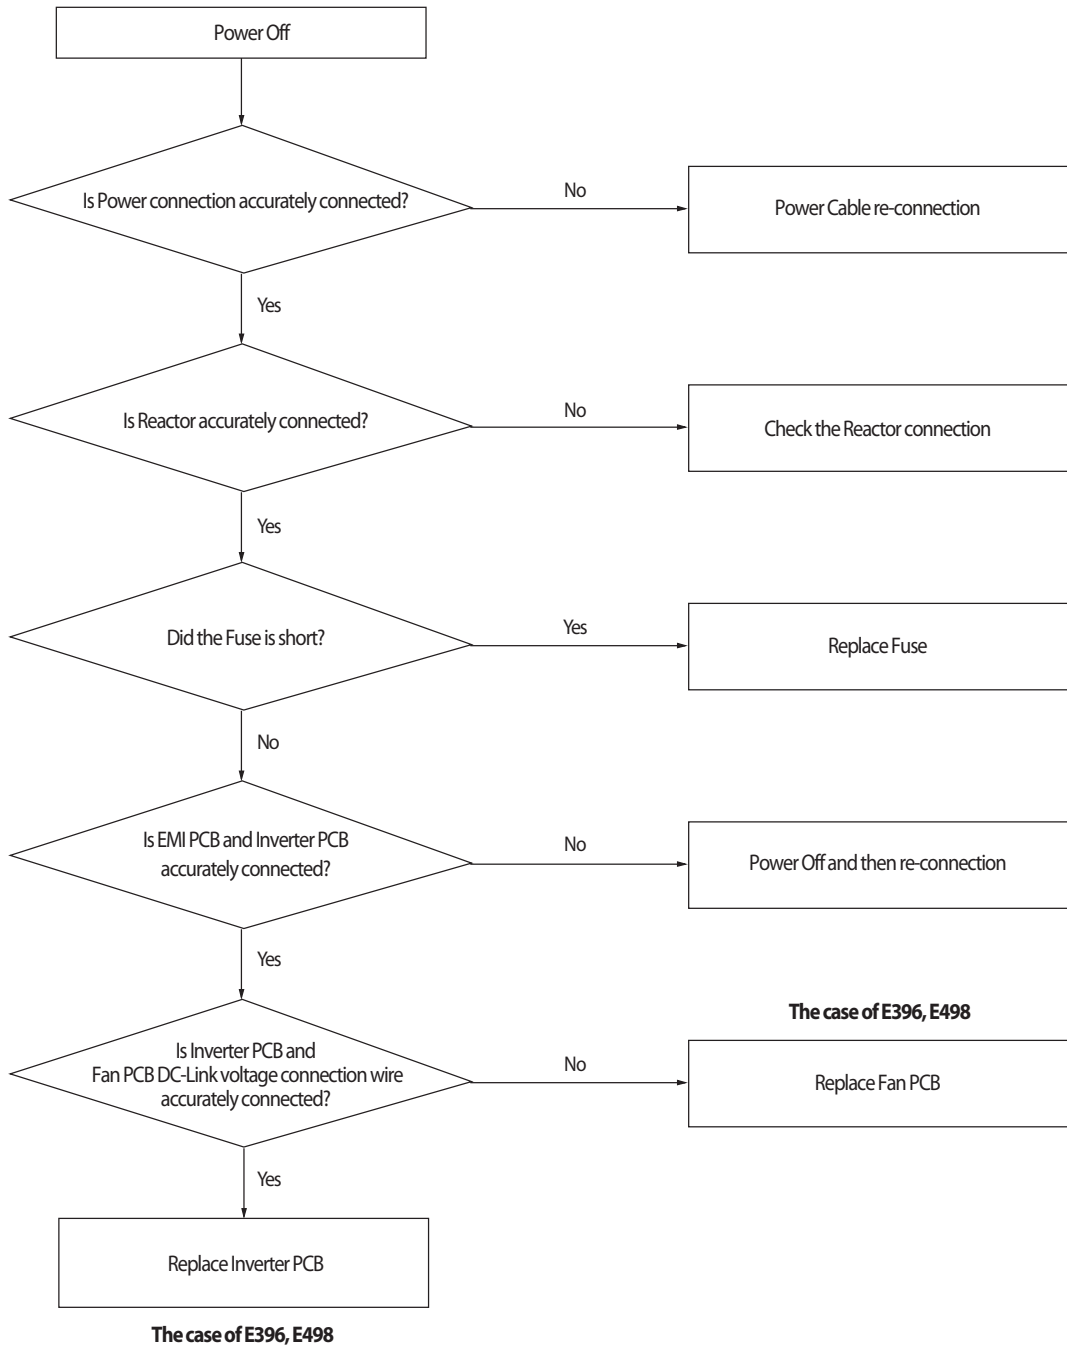 Power Off
Is Power connection accurately connected?
No
Power Cable re-connection
Yes
Is Reactor accurately connected?
No
Check the Reactor connection
Yes
Did the Fuse is short?
Yes
Replace Fuse
No
Is EMI PCB and Inverter PCB
accurately connected?
No
Power Off and then re-connection
Yes
The case of E396, E498
Is Inverter PCB and
Fan PCB DC-Link voltage connection wire
accurately connected?
No
Replace Fan PCB
Yes
Replace Inverter PCB
The case of E396, E498